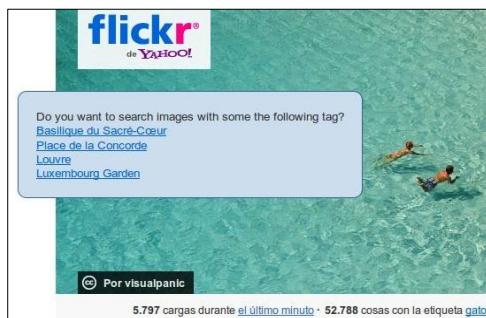 flickr®
de YAHOO!
Do you want to search images with some the following tag?
Basilique du Sacré-Cœur
Place de la Concorde
Louvre
Luxembourg Garden
cc Por visualpanic
5.797 cargas durante el último minuto · 52.788 cosas con la etiqueta gato